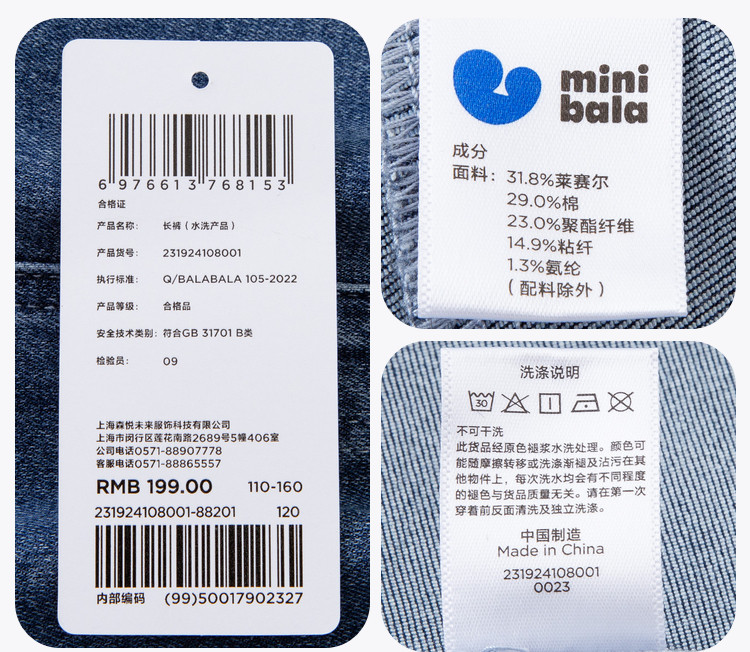 6 976613 768153
合格证
产品名称: 长裤(水洗产品)
产品货号: 231924108001
执行标准: Q/BALABALA 105-2022
产品等级: 合格品
安全技术类别: 符合GB 31701 B类
检验员: 09
上海森悦未来服饰科技有限公司
上海市闵行区莲花南路2689号5幢406室
公司电话0571-88907778
客服电话0571-88865557
RMB 199.00 110-160
231924108001-88201 120
内部编码 (99)50017902327
mini
bala
成分
面料: 31.8%莱赛尔
29.0%棉
23.0%聚酯纤维
14.9%粘纤
1.3%氨纶
(配料除外)
洗涤说明
30
不可干洗
此货品经原色褪浆水洗处理。颜色可
能随摩擦转移或洗涤渐褪及沾污在其
他物件上，每次洗水均会有不同程度
的褪色与货品质量无关。请在第一次
穿着前反面清洗及独立洗涤。
中国制造
Made in China
231924108001
0023